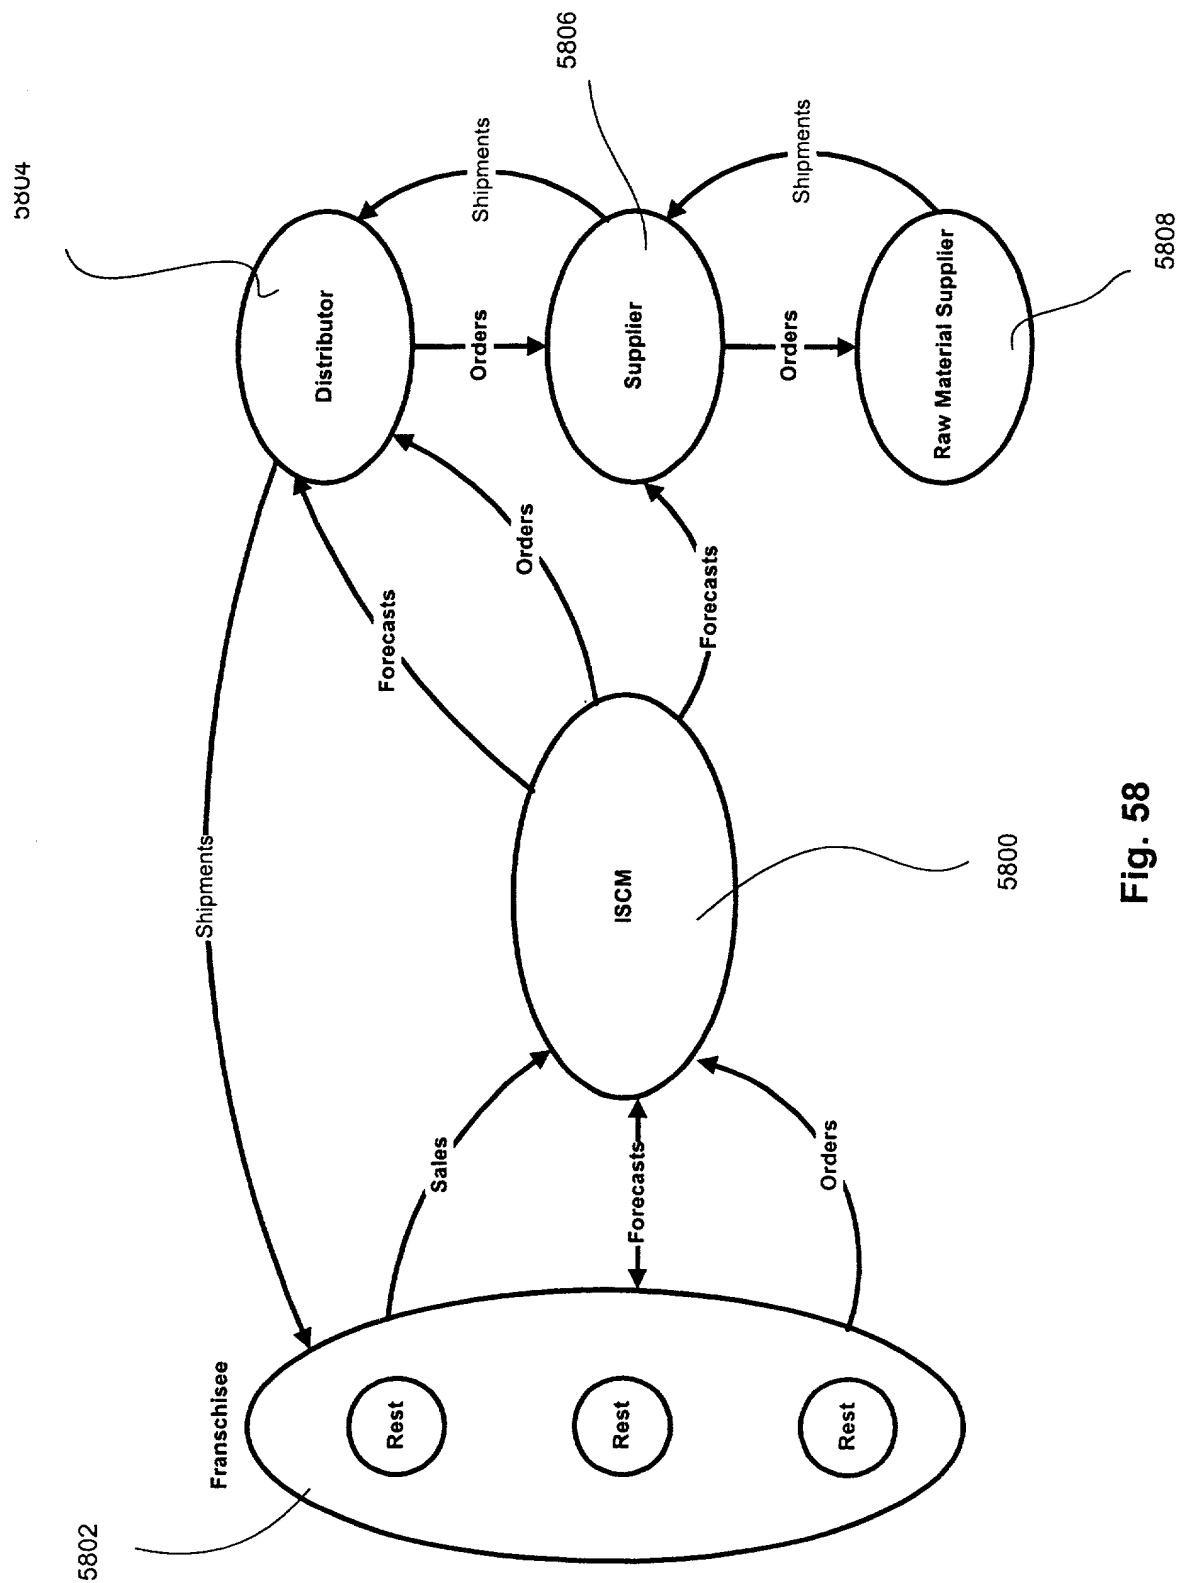 5802
Franschisee
Rest
Rest
Rest
Shipments
Sales
Forecasts
Orders
ISCM
5800
Forecasts
Orders
Forecasts
5804
Distributor
Orders
Shipments
5806
Supplier
Orders
Shipments
Raw Material Supplier
5808
Fig. 58